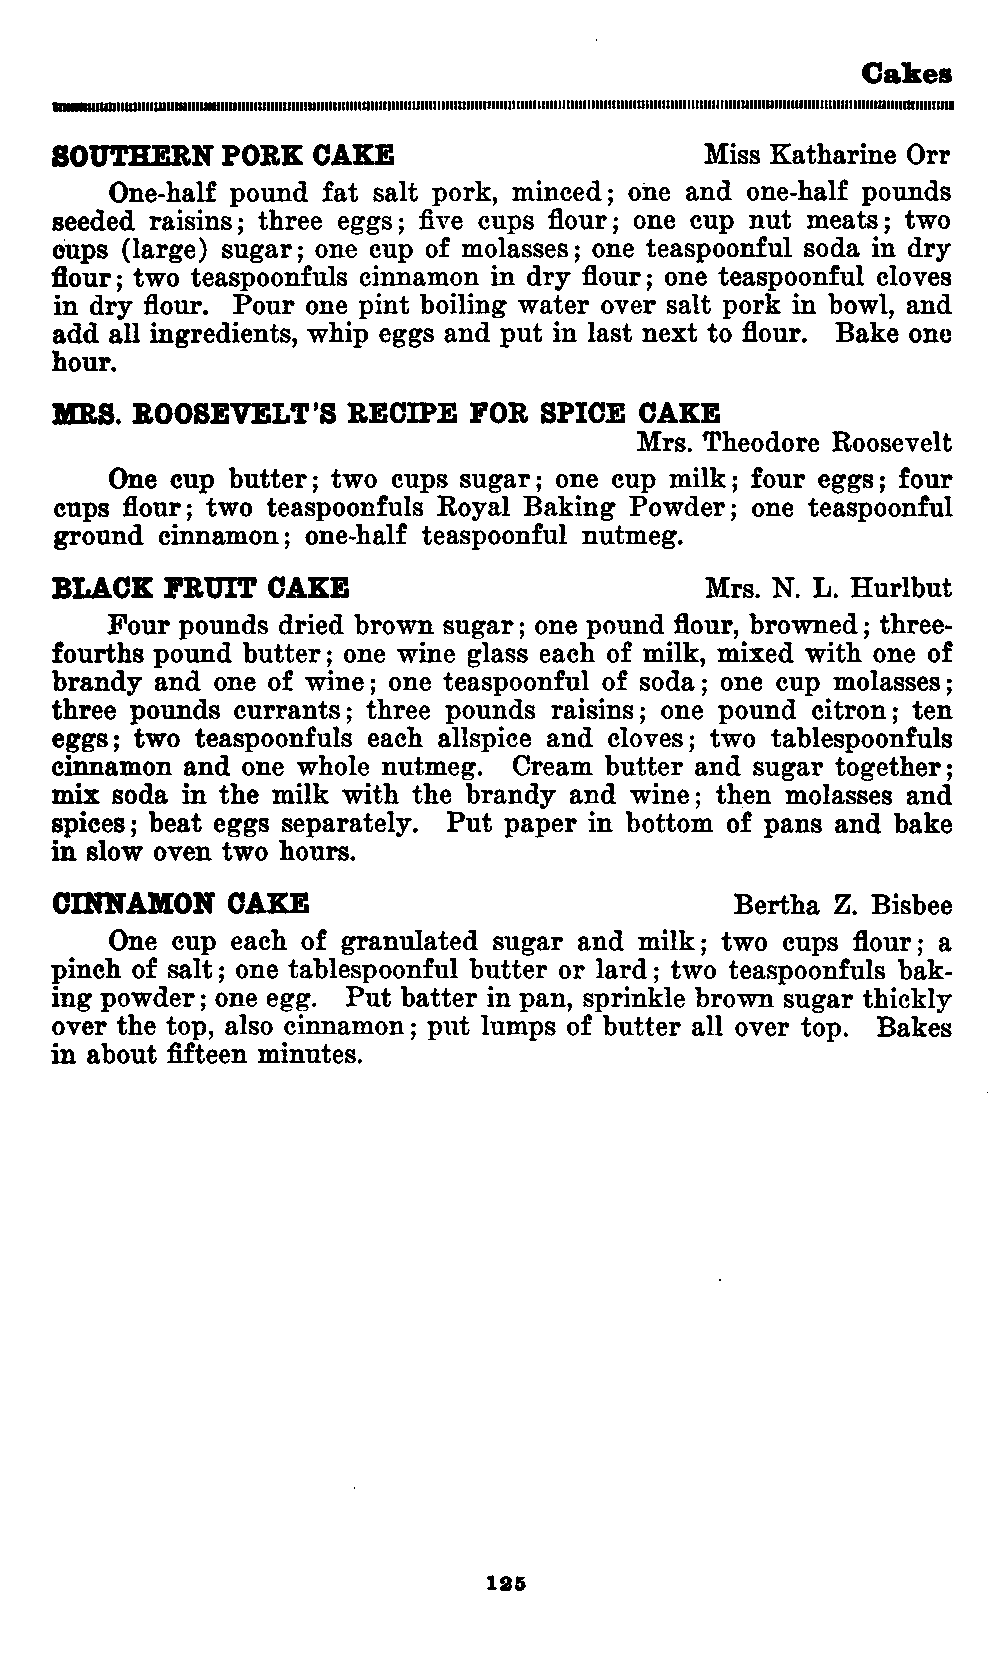 Cakes
SOUTHERN PORK CAKE Miss Katharine Orr
One-half pound fat salt pork, minced; one and one-half pounds
seeded raisins; three eggs; five cups flour; one cup nut meats; two
cups (large) sugar; one cup of molasses; one teaspoonful soda in dry
flour; two teaspoonfuls cinnamon in dry flour; one teaspoonful cloves
in dry flour. Pour one pint boiling water over salt pork in bowl, and
add all ingredients, whip eggs and put in last next to flour. Bake one
hour.
MRS. ROOSEVELT'S RECIPE FOR SPICE CAKE
Mrs. Theodore Roosevelt
One cup butter; two cups sugar; one cup milk; four eggs; four
cups flour; two teaspoonfuls Royal Baking Powder; one teaspoonful
ground cinnamon; one-half teaspoonful nutmeg.
BLACK FRUIT CAKE Mrs. N. L. Hurlbut
Four pounds dried brown sugar; one pound flour, browned; three-
fourths pound butter; one wine glass each of milk, mixed with one of
brandy and one of wine; one teaspoonful of soda; one cup molasses;
three pounds currants; three pounds raisins; one pound citron; ten
eggs; two teaspoonfuls each allspice and cloves; two tablespoonfuls
cinnamon and one whole nutmeg. Cream butter and sugar together;
mix soda in the milk with the brandy and wine; then molasses and
spices; beat eggs separately. Put paper in bottom of pans and bake
in slow oven two hours.
CINNAMON CAKE Bertha Z. Bisbee
One cup each of granulated sugar and milk; two cups flour; a
pinch of salt; one tablespoonful butter or lard; two teaspoonfuls bak-
ing powder; one egg. Put batter in pan, sprinkle brown sugar thickly
over the top, also cinnamon; put lumps of butter all over top. Bakes
in about fifteen minutes.
125